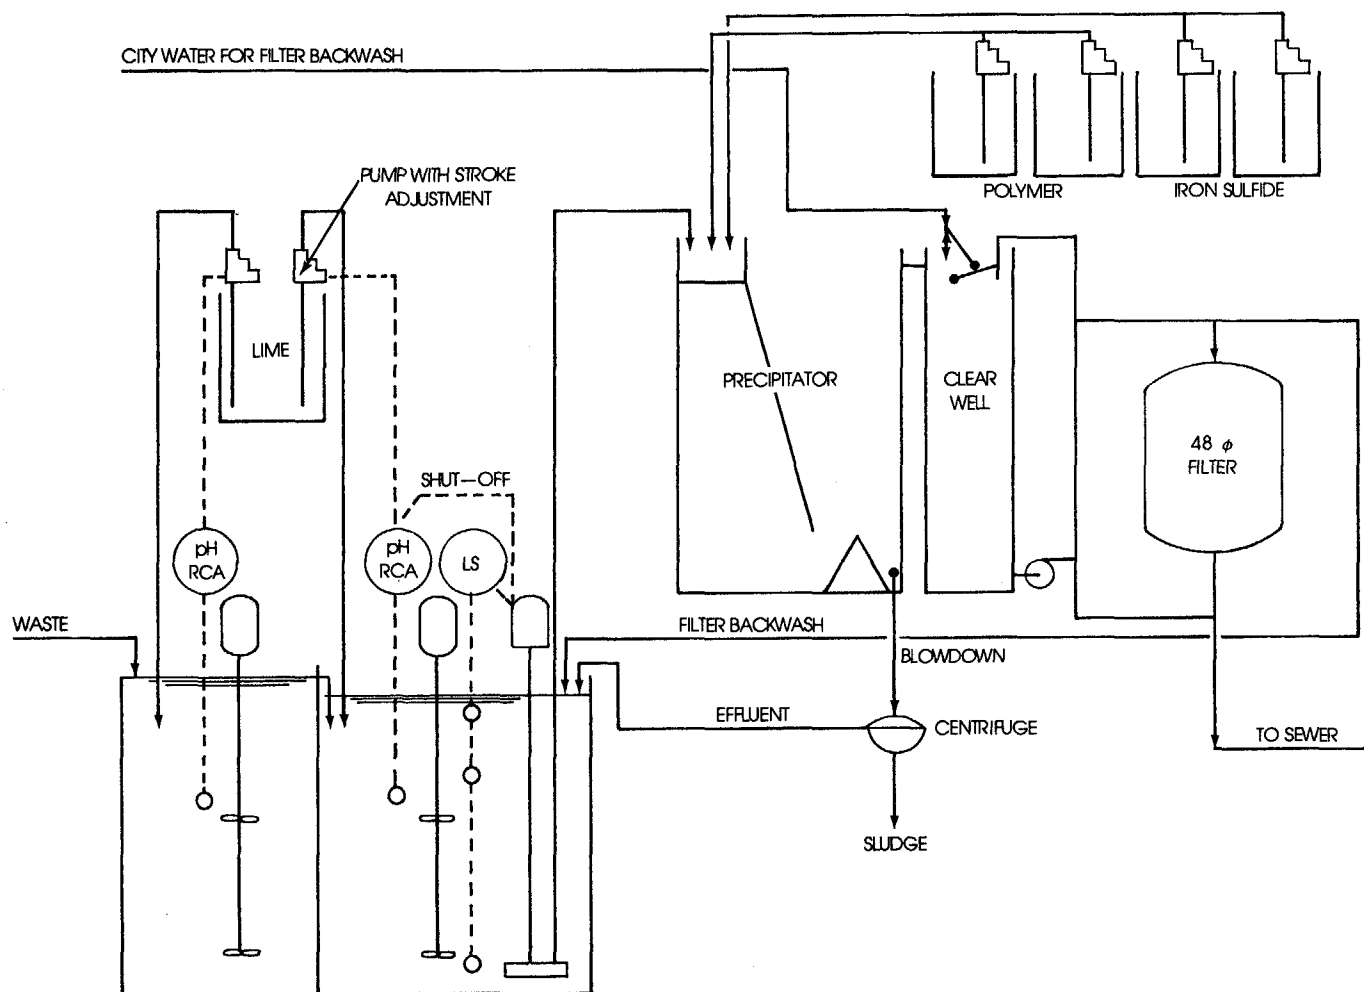 CITY WATER FOR FILTER BACKWASH
POLYMER
IRON SULFIDE
PUMP WITH STROKE
ADJUSTMENT
LIME
PRECIPITATOR
CLEAR
WELL
48 φ
FILTER
SHUT—OFF
pH
RCA
pH
RCA
LS
WASTE
FILTER BACKWASH
BLOWDOWN
EFFLUENT
CENTRIFUGE
TO SEWER
SLUDGE